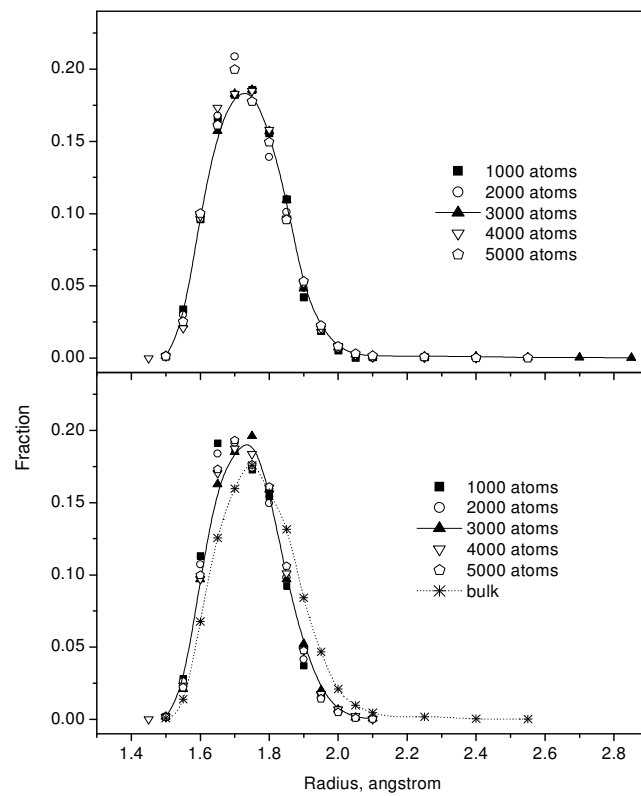 0.20
0.15
0.10
0.05
0.00
1000 atoms
2000 atoms
3000 atoms
4000 atoms
5000 atoms
Fraction
0.20
0.15
0.10
0.05
0.00
1000 atoms
2000 atoms
3000 atoms
4000 atoms
5000 atoms
bulk
1.4 1.6 1.8 2.0 2.2 2.4 2.6 2.8
Radius, angstrom